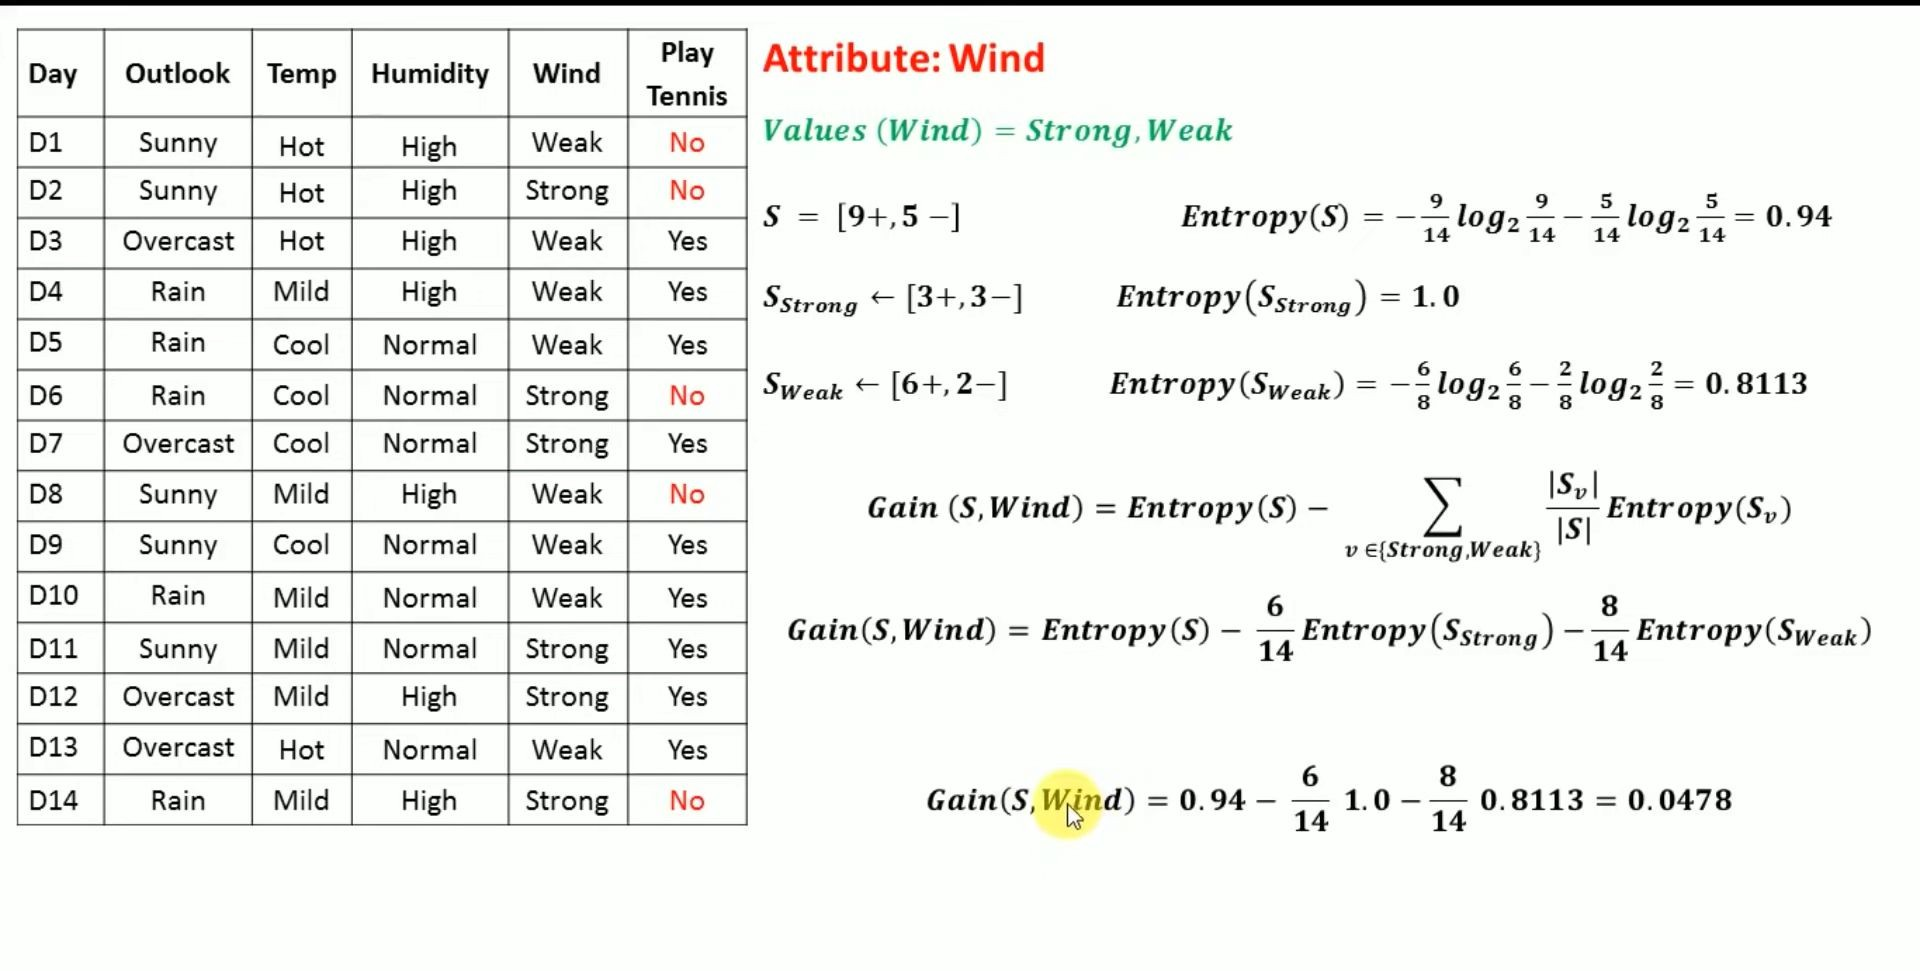 Day Outlook Temp Humidity Wind Play Tennis
D1 Sunny Hot High Weak No
D2 Sunny Hot High Strong No
D3 Overcast Hot High Weak Yes
D4 Rain Mild High Weak Yes
D5 Rain Cool Normal Weak Yes
D6 Rain Cool Normal Strong No
D7 Overcast Cool Normal Strong Yes
D8 Sunny Mild High Weak No
D9 Sunny Cool Normal Weak Yes
D10 Rain Mild Normal Weak Yes
D11 Sunny Mild Normal Strong Yes
D12 Overcast Mild High Strong Yes
D13 Overcast Hot Normal Weak Yes
D14 Rain Mild High Strong No
Attribute: Wind
Values (Wind) = Strong, Weak
S = [9+, 5 −] Entropy(S) = −9/14 log₂ 9/14 − 5/14 log₂ 5/14 = 0.94
S_Strong ← [3+, 3−] Entropy(S_Strong) = 1.0
S_Weak ← [6+, 2−] Entropy(S_Weak) = −6/8 log₂ 6/8 − 2/8 log₂ 2/8 = 0.8113
Gain (S, Wind) = Entropy(S) − ∑ v ∈{Strong,Weak} |S_v|/|S| Entropy(S_v)
Gain(S, Wind) = Entropy(S) − 6/14 Entropy(S_Strong) − 8/14 Entropy(S_Weak)
Gain(S, Wind) = 0.94 − 6/14 1.0 − 8/14 0.8113 = 0.0478